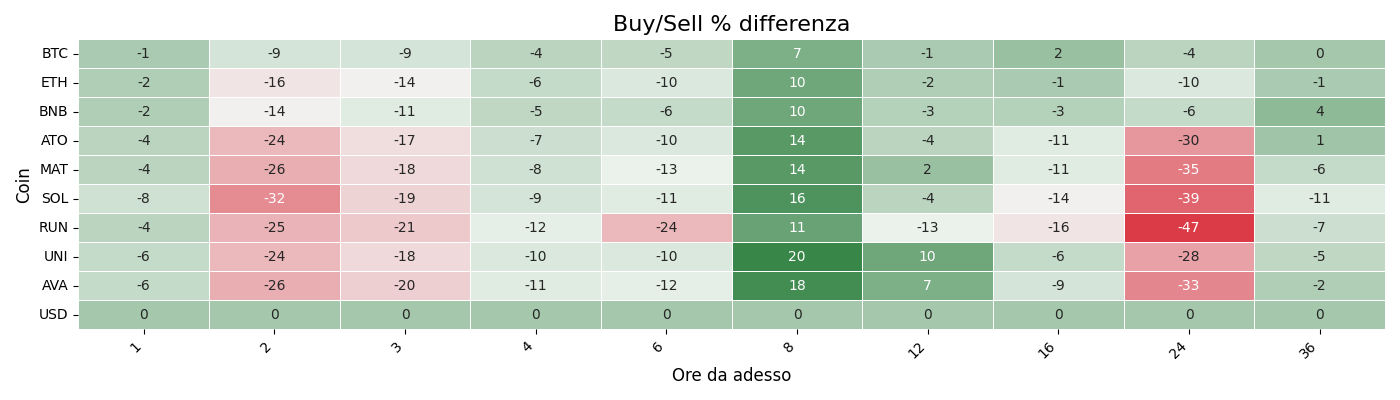 Buy/Sell % differenza
Coin
BTC -1 -9 -9 -4 -5 7 -1 2 -4 0
ETH -2 -16 -14 -6 -10 10 -2 -1 -10 -1
BNB -2 -14 -11 -5 -6 10 -3 -3 -6 4
ATO -4 -24 -17 -7 -10 14 -4 -11 -30 1
MAT -4 -26 -18 -8 -13 14 2 -11 -35 -6
SOL -8 -32 -19 -9 -11 16 -4 -14 -39 -11
RUN -4 -25 -21 -12 -24 11 -13 -16 -47 -7
UNI -6 -24 -18 -10 -10 20 10 -6 -28 -5
AVA -6 -26 -20 -11 -12 18 7 -9 -33 -2
USD 0 0 0 0 0 0 0 0 0 0
1 2 3 4 6 8 12 16 24 36
Ore da adesso